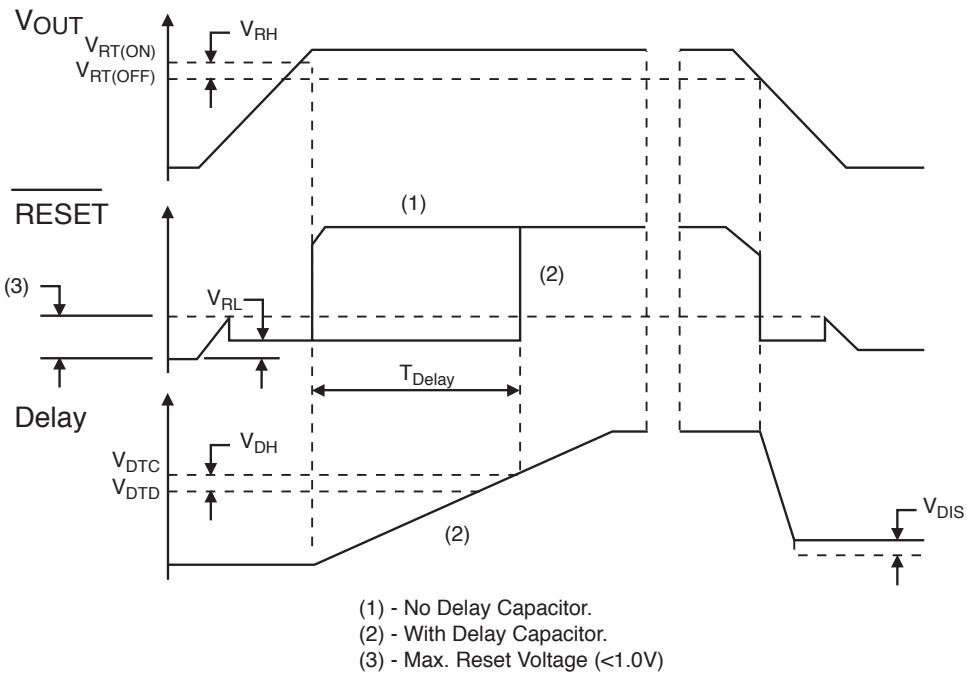 VOUT
VRH
VRT(ON)
VRT(OFF)
RESET
(1)
(2)
(3)
VRL
TDelay
Delay
VDH
VDTC
VDTD
(2)
VDIS
(1) - No Delay Capacitor.
(2) - With Delay Capacitor.
(3) - Max. Reset Voltage (<1.0V)